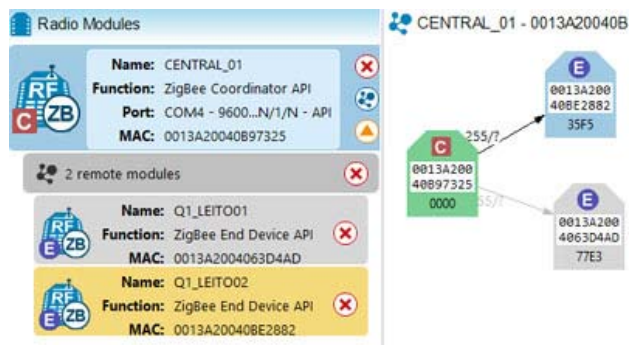 Radio Modules
Name: CENTRAL_01
Function: ZigBee Coordinator API
Port: COM4 - 9600...N/1/N - API
MAC: 0013A20040B97325
RF
C ZB
2 remote modules
Name: Q1_LEITO01
Function: ZigBee End Device API
MAC: 0013A2004063D4AD
RF
E ZB
Name: Q1_LEITO02
Function: ZigBee End Device API
MAC: 0013A20040BE2882
RF
E ZB
CENTRAL_01 - 0013A20040B
E
0013A200
40BE2882
35F5
255/?
C
0013A200
40B97325
0000
255/?
E
0013A200
4063D4AD
77E3